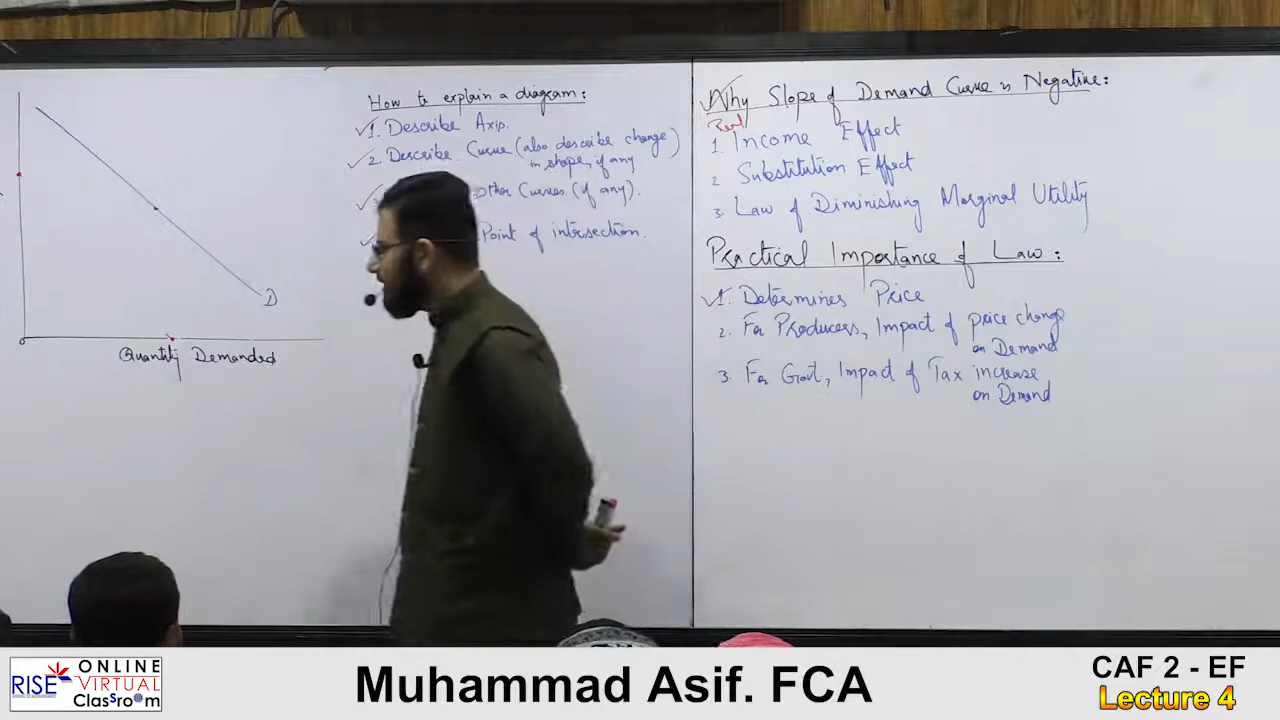 D
Quantity Demanded
How to explain a diagram:
1. Describe Axis.
2. Describe Curve (also describe change)
in shape, if any
other Curves (if any).
Point of intersection.
Why Slope of Demand Curve is Negative:
Real
1. Income Effect
2 Substitution Effect
3. Law of Diminishing Marginal Utility
Practical Importance of Law:
1. Determines Price
2. For Producers, Impact of price change
on Demand
3. For Govt, Impact of Tax increase
on Demand
RISE
ONLINE
VIRTUAL
Classroom
Muhammad Asif. FCA
CAF 2 - EF
Lecture 4